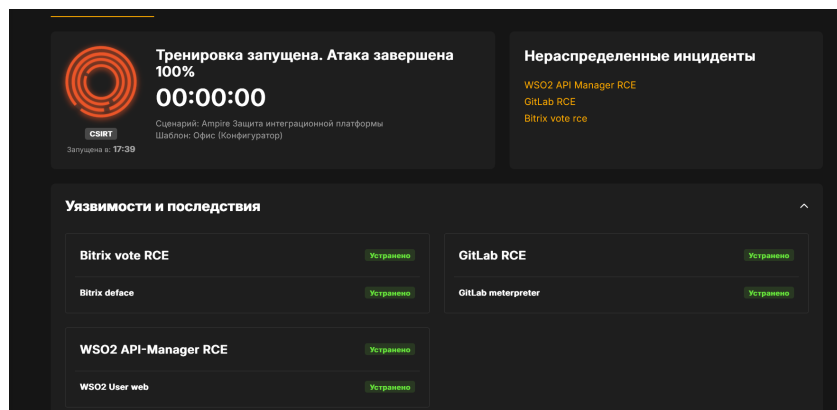 Тренировка запущена. Атака завершена
100%
00:00:00
Сценарий: Ampire Защита интеграционной платформы
Шаблон: Офис (Конфигуратор)
CSIRT
Запущена в: 17:39
Нераспределенные инциденты
WSO2 API Manager RCE
GitLab RCE
Bitrix vote rce
Уязвимости и последствия
Bitrix vote RCE Устранено
Bitrix deface Устранено
GitLab RCE Устранено
GitLab meterpreter Устранено
WSO2 API-Manager RCE Устранено
WSO2 User web Устранено